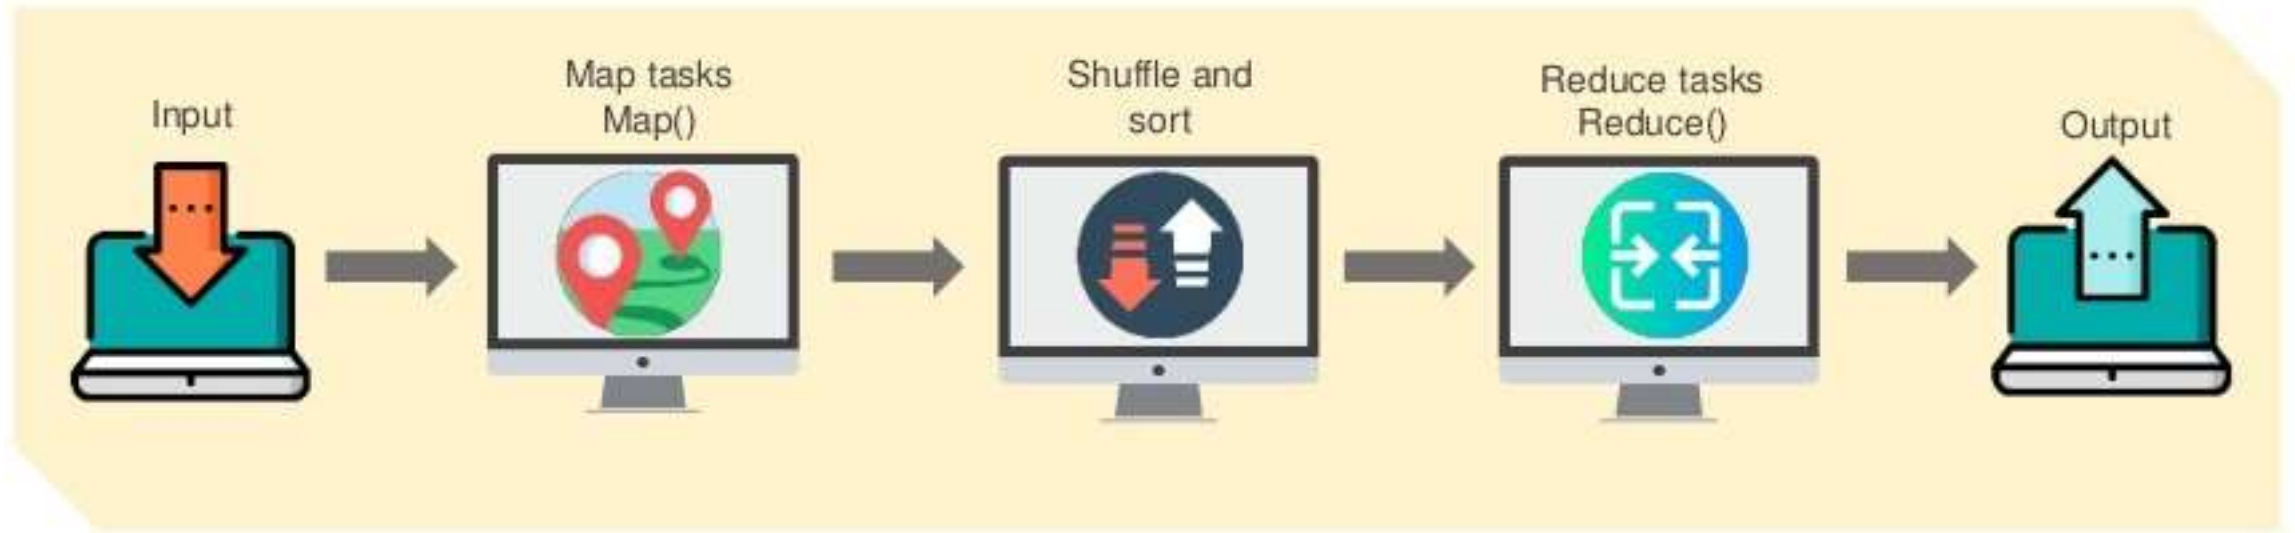 Input
Map tasks
Map()
Shuffle and
sort
Reduce tasks
Reduce()
Output